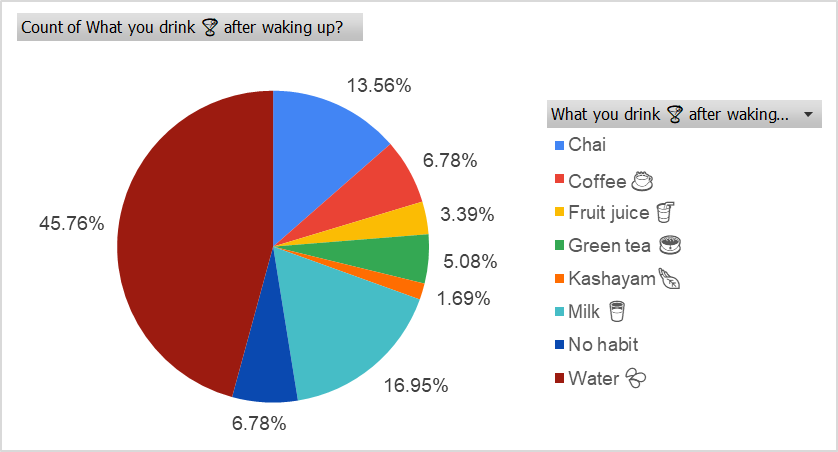 Count of What you drink 🍸 after waking up?
13.56%
6.78%
3.39%
5.08%
1.69%
16.95%
6.78%
45.76%
What you drink 🍸 after waking...
Chai
Coffee
Fruit juice
Green tea
Kashayam
Milk
No habit
Water